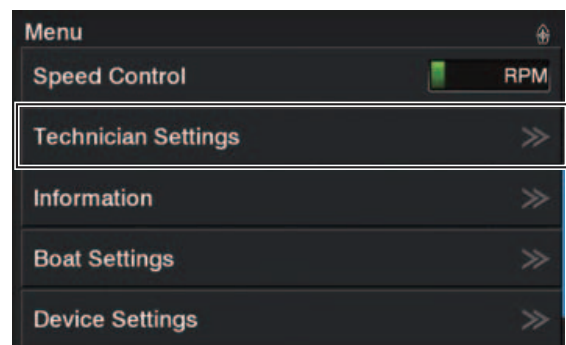 Menu
Speed Control RPM
Technician Settings
Information
Boat Settings
Device Settings